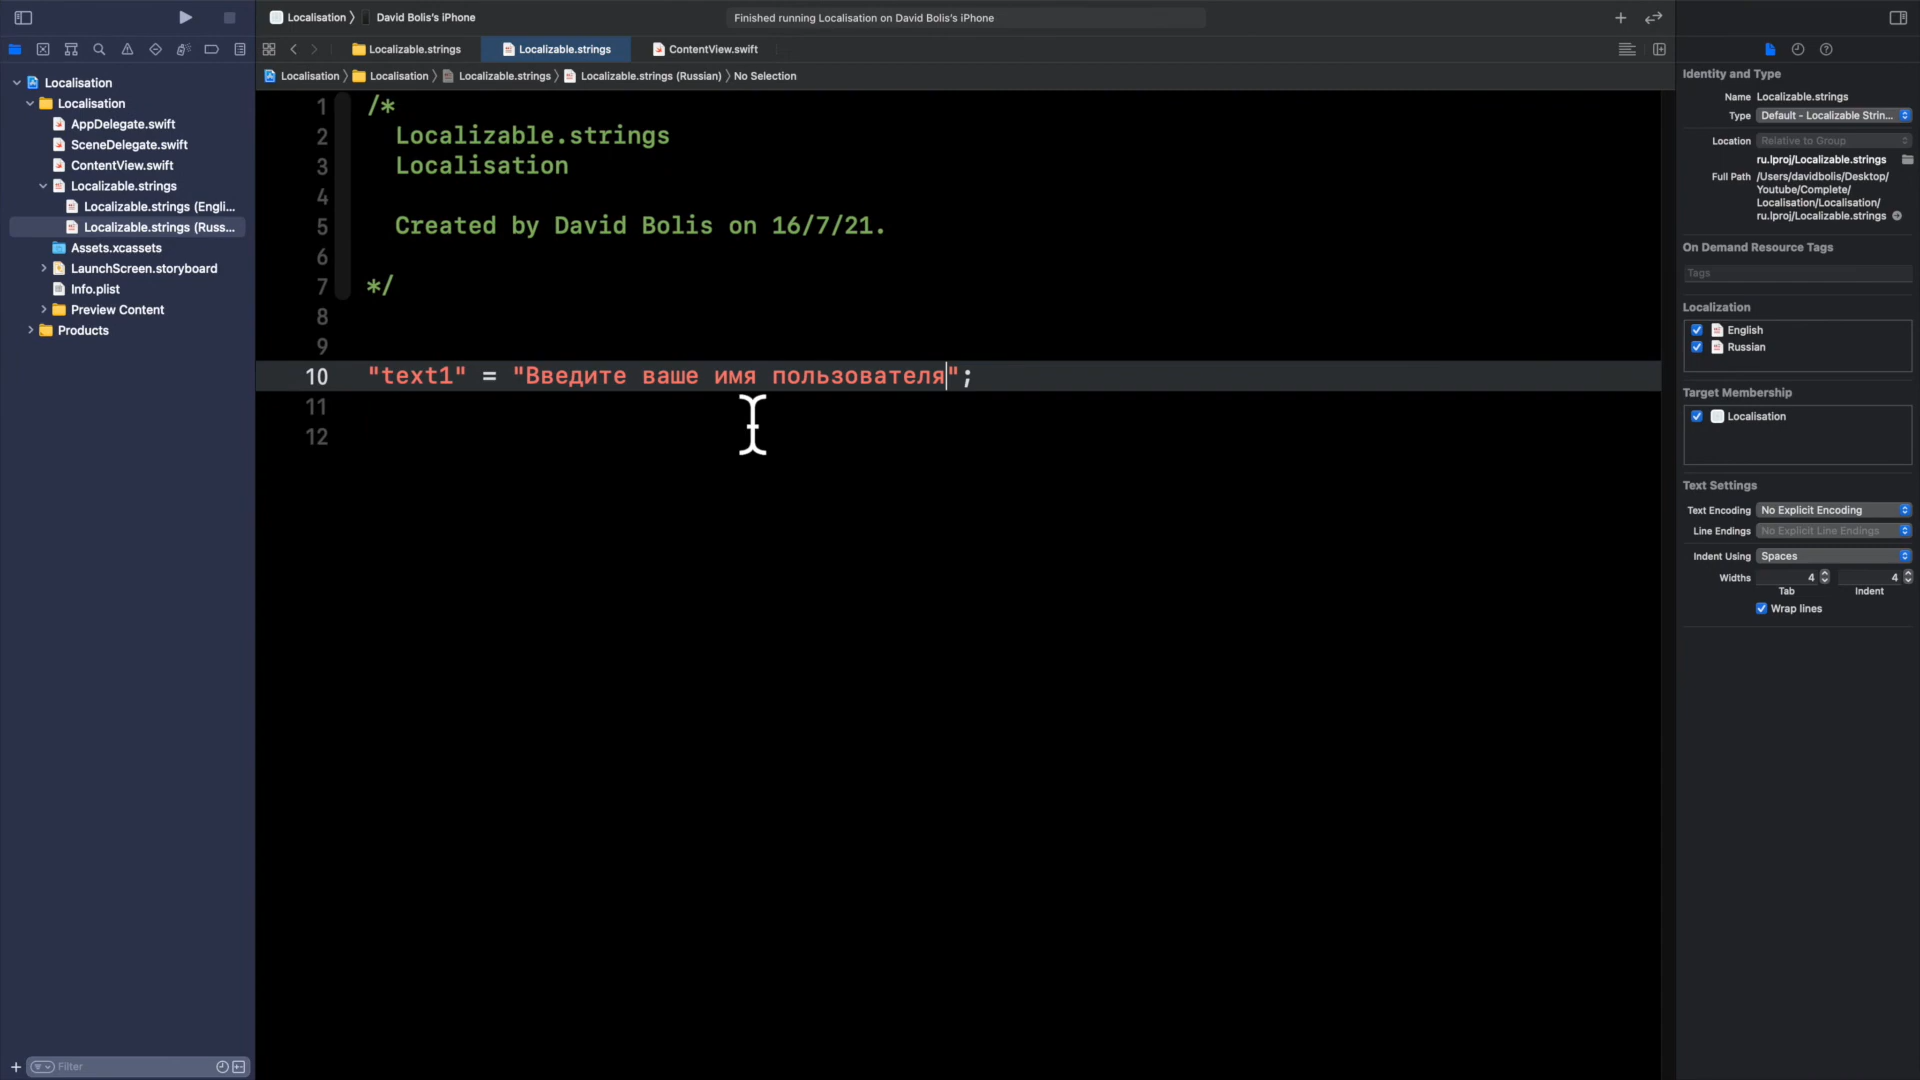 Localisation
David Bolis's iPhone
Finished running Localisation on David Bolis's iPhone
Localizable.strings
Localizable.strings
ContentView.swift
Localisation
Localisation
Localizable.strings
Localizable.strings (Russian)
No Selection
Localisation
Localisation
AppDelegate.swift
SceneDelegate.swift
ContentView.swift
Localizable.strings
Localizable.strings (Engli...
Localizable.strings (Russ...
Assets.xcassets
LaunchScreen.storyboard
Info.plist
Preview Content
Products
Filter
1 /*
2 Localizable.strings
3 Localisation
4
5 Created by David Bolis on 16/7/21.
6
7 */
8
9
10 "text1" = "Введите ваше имя пользователя";
11
12
Identity and Type
Name Localizable.strings
Type Default - Localizable Strin...
Location Relative to Group
ru.lproj/Localizable.strings
Full Path /Users/davidbolis/Desktop/
Youtube/Complete/
Localisation/Localisation/
ru.lproj/Localizable.strings
On Demand Resource Tags
Tags
Localization
English
Russian
Target Membership
Localisation
Text Settings
Text Encoding No Explicit Encoding
Line Endings No Explicit Line Endings
Indent Using Spaces
Widths 4 4
Tab Indent
Wrap lines